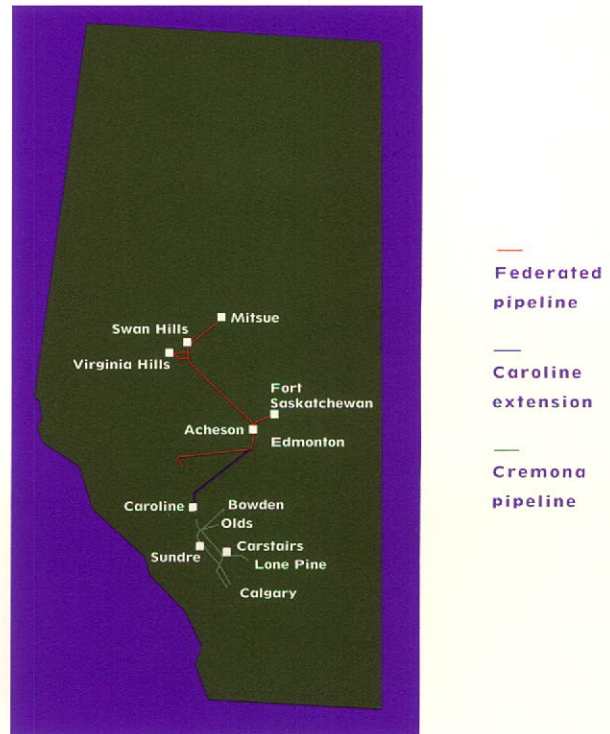 Mitsue
Swan Hills
Virginia Hills
Fort
Saskatchewan
Acheson
Edmonton
Caroline
Bowden
Olds
Sundre
Carstairs
Lone Pine
Calgary
Federated
pipeline
Caroline
extension
Cremona
pipeline